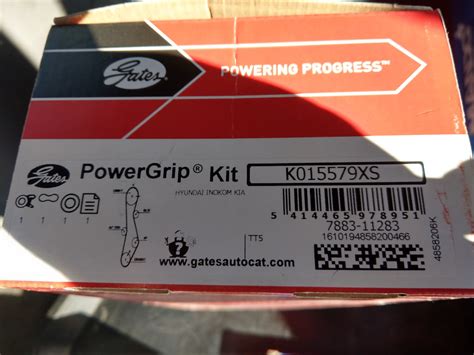 Gates
POWERING PROGRESS™
Gates
PowerGrip® Kit
K015579XS
HYUNDAI, INOKOM, KIA
5 414465 978951
7883-11283
1610194858200466
1 1 1 1
TT5
www.gatesautocat.com
4858206K